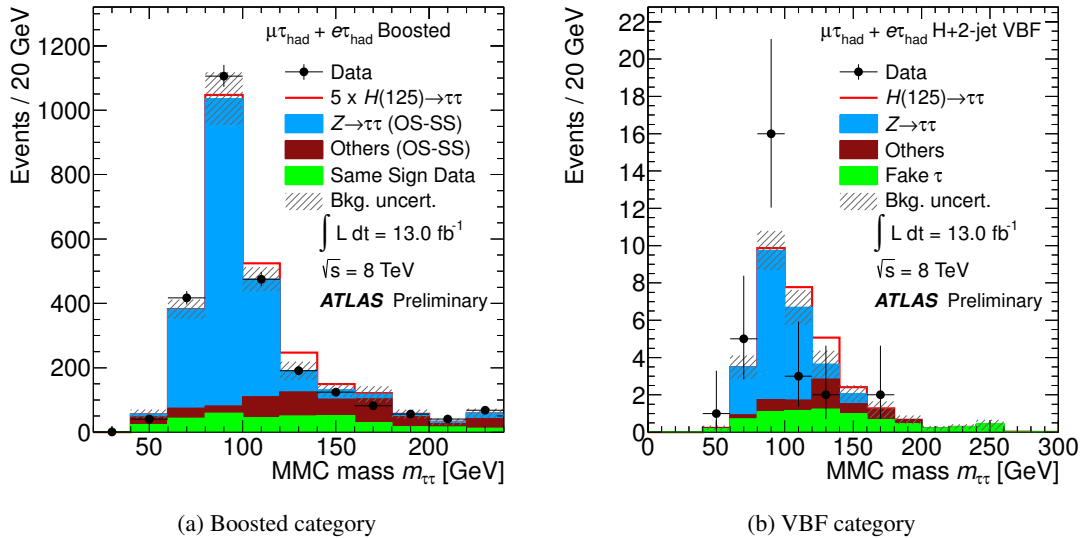 Events / 20 GeV
1200
1000
800
600
400
200
0
50
100
150
200
MMC mass mττ [GeV]
μτhad + eτhad Boosted
Data
5 x H(125)→ττ
Z→ττ (OS-SS)
Others (OS-SS)
Same Sign Data
Bkg. uncert.
∫ L dt = 13.0 fb⁻¹
√s = 8 TeV
ATLAS Preliminary
(a) Boosted category
Events / 20 GeV
22
20
18
16
14
12
10
8
6
4
2
0
0
50
100
150
200
250
300
MMC mass mττ [GeV]
μτhad + eτhad H+2-jet VBF
Data
H(125)→ττ
Z→ττ
Others
Fake τ
Bkg. uncert.
∫ L dt = 13.0 fb⁻¹
√s = 8 TeV
ATLAS Preliminary
(b) VBF category